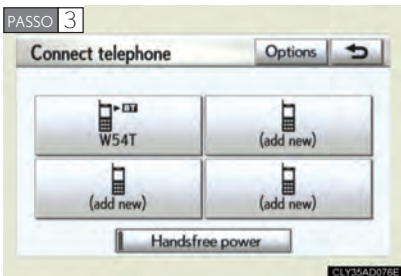 PASSO 3
Connect telephone Options
BT
W54T (add new)
(add new) (add new)
Handsfree power
CLY35AD076E